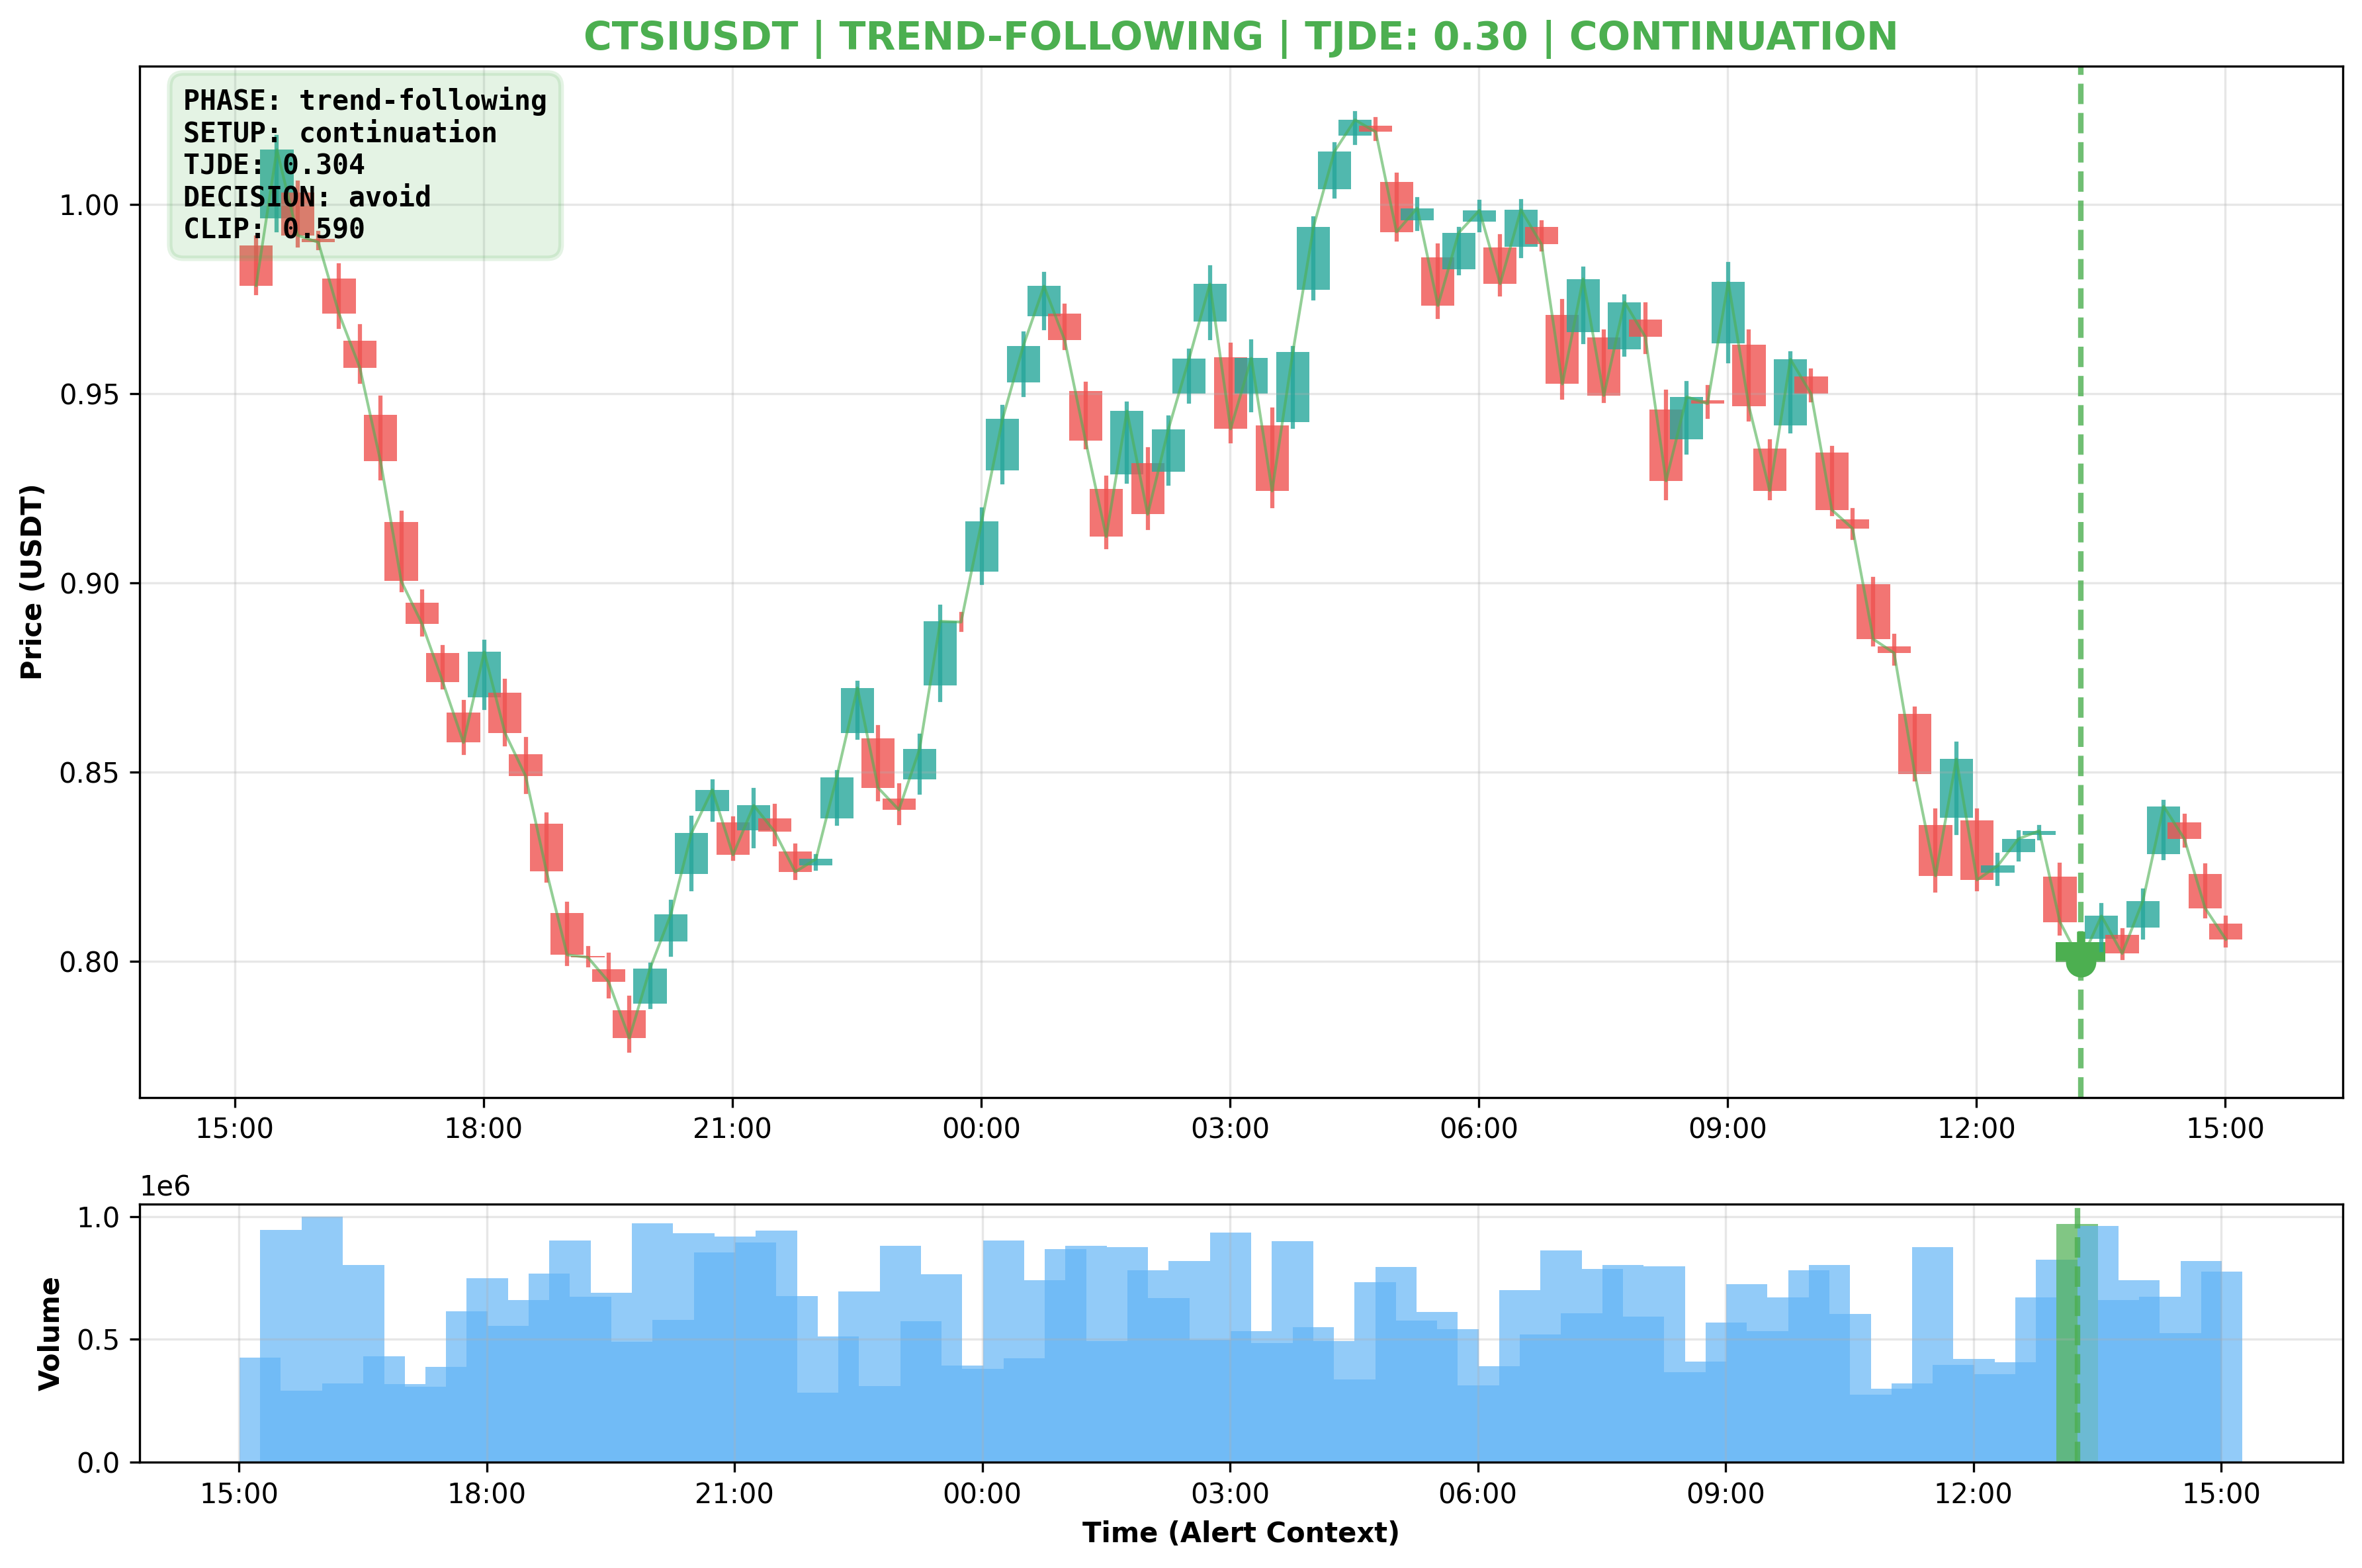 CTSIUSDT | TREND-FOLLOWING | TJDE: 0.30 | CONTINUATION
PHASE: trend-following
SETUP: continuation
TJDE: 0.304
DECISION: avoid
CLIP: 0.590
Price (USDT)
1.00
0.95
0.90
0.85
0.80
15:00 18:00 21:00 00:00 03:00 06:00 09:00 12:00 15:00
1e6
Volume
1.0
0.5
0.0
15:00 18:00 21:00 00:00 03:00 06:00 09:00 12:00 15:00
Time (Alert Context)